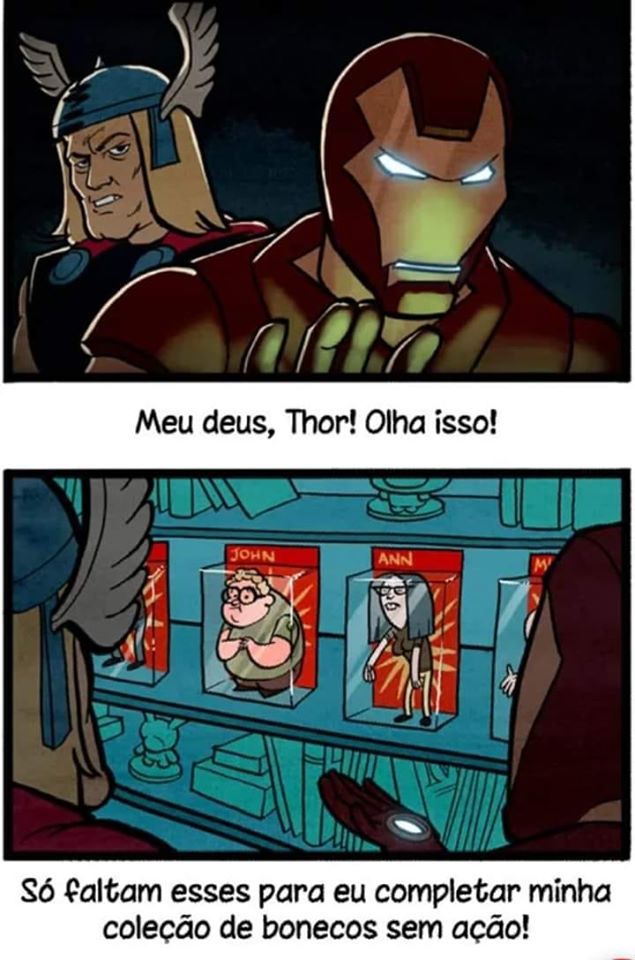 Meu deus, Thor! Olha isso!
JOHN
ANN
Só faltam esses para eu completar minha
coleção de bonecos sem ação!